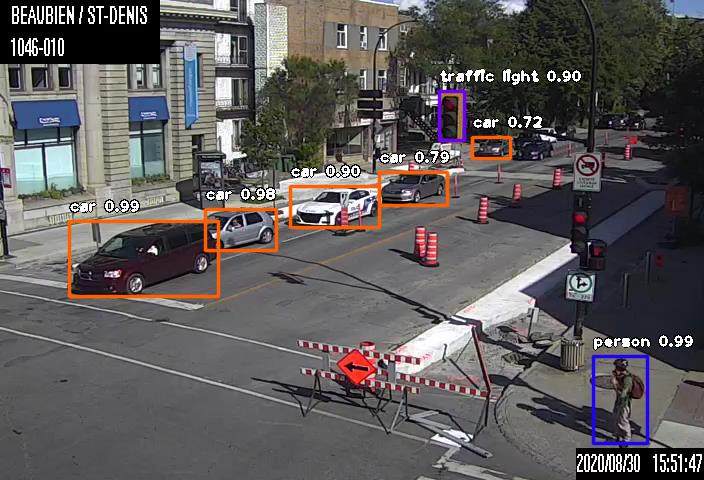 BEAUBIEN / ST-DENIS
1046-010
traffic light 0.90
car 0.72
car 0.79
car 0.90
car 0.98
car 0.99
person 0.99
2020/08/30 15:51:47